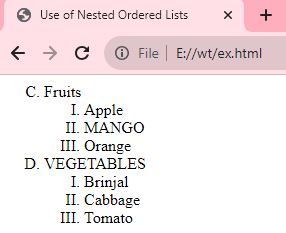 Use of Nested Ordered Lists
File | E://wt/ex.html
C. Fruits
I. Apple
II. MANGO
III. Orange
D. VEGETABLES
I. Brinjal
II. Cabbage
III. Tomato